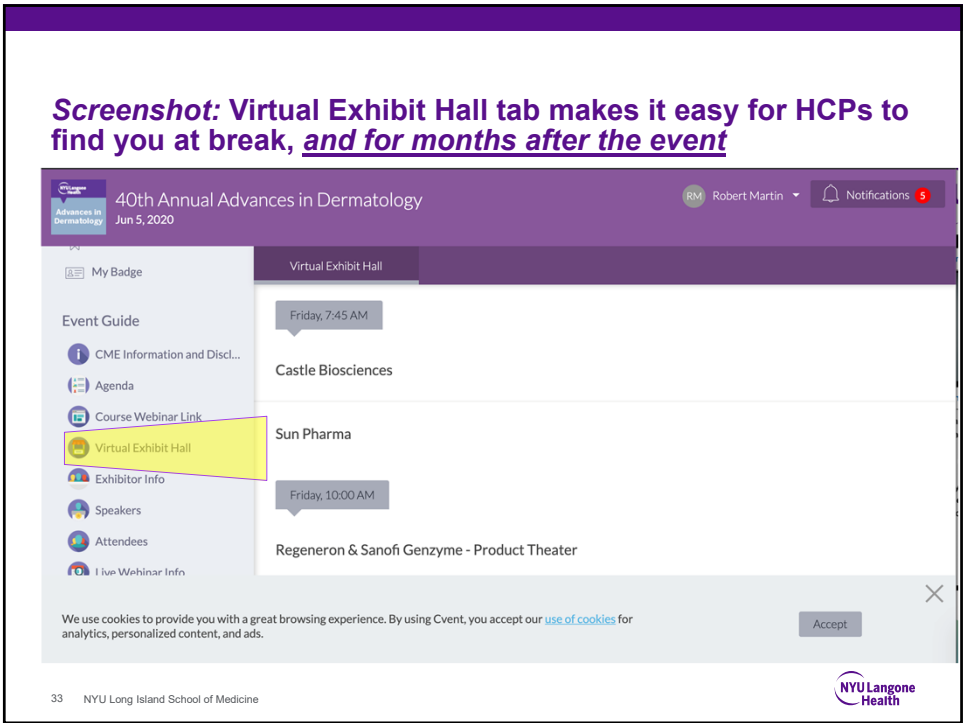 Screenshot: Virtual Exhibit Hall tab makes it easy for HCPs to
find you at break, and for months after the event
NYU Langone
Health
Advances in
Dermatology
40th Annual Advances in Dermatology
Jun 5, 2020
RM Robert Martin
Notifications 5
My Badge
Virtual Exhibit Hall
Event Guide
Friday, 7:45 AM
CME Information and Discl...
Castle Biosciences
Agenda
Course Webinar Link
Sun Pharma
Virtual Exhibit Hall
Exhibitor Info
Friday, 10:00 AM
Speakers
Attendees
Regeneron & Sanofi Genzyme - Product Theater
Live Webinar Info
We use cookies to provide you with a great browsing experience. By using Cvent, you accept our use of cookies for
analytics, personalized content, and ads.
Accept
33 NYU Long Island School of Medicine
NYU Langone
Health